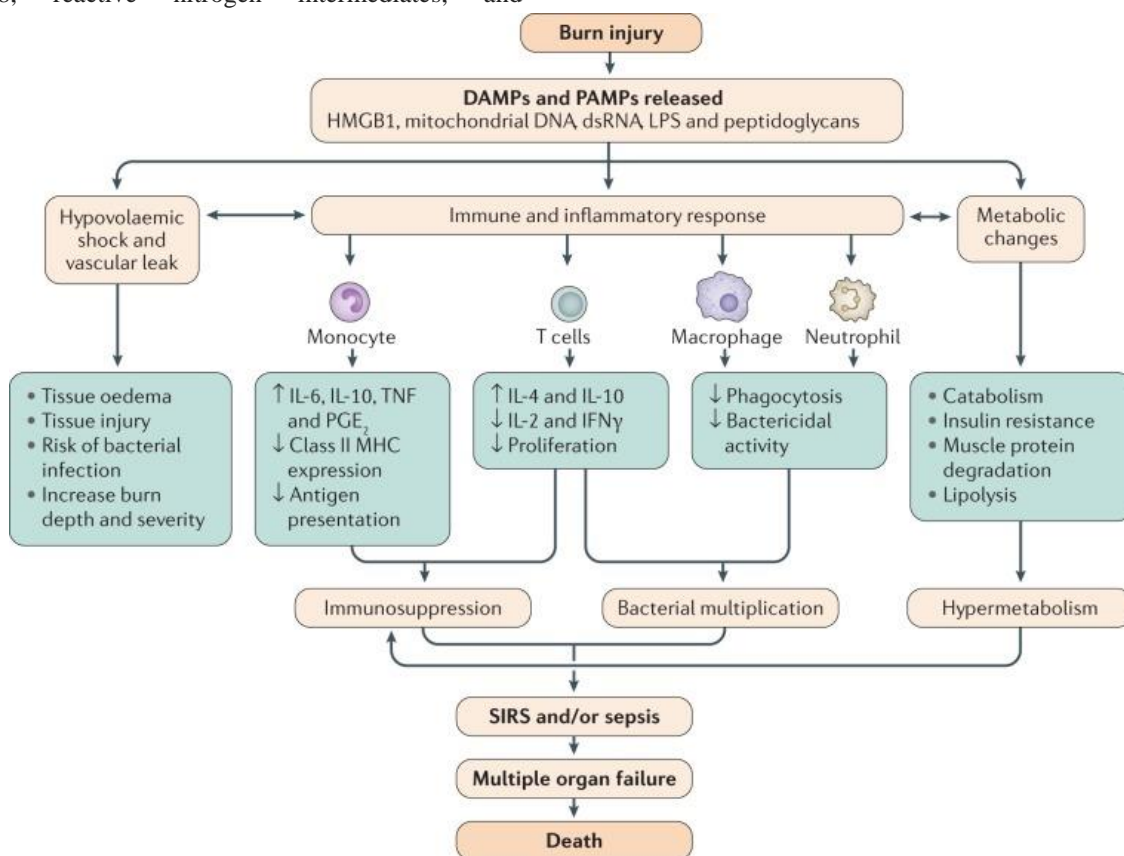 reactive nitrogen intermediates, and
Burn injury
DAMPs and PAMPs released
HMGB1, mitochondrial DNA, dsRNA, LPS and peptidoglycans
Hypovolaemic
shock and
vascular leak
Immune and inflammatory response
Metabolic
changes
Monocyte
T cells
Macrophage
Neutrophil
• Tissue oedema
• Tissue injury
• Risk of bacterial
infection
• Increase burn
depth and severity
↑ IL-6, IL-10, TNF
and PGE₂
↓ Class II MHC
expression
↓ Antigen
presentation
↑ IL-4 and IL-10
↓ IL-2 and IFNγ
↓ Proliferation
↓ Phagocytosis
↓ Bactericidal
activity
• Catabolism
• Insulin resistance
• Muscle protein
degradation
• Lipolysis
Immunosuppression
Bacterial multiplication
Hypermetabolism
SIRS and/or sepsis
Multiple organ failure
Death